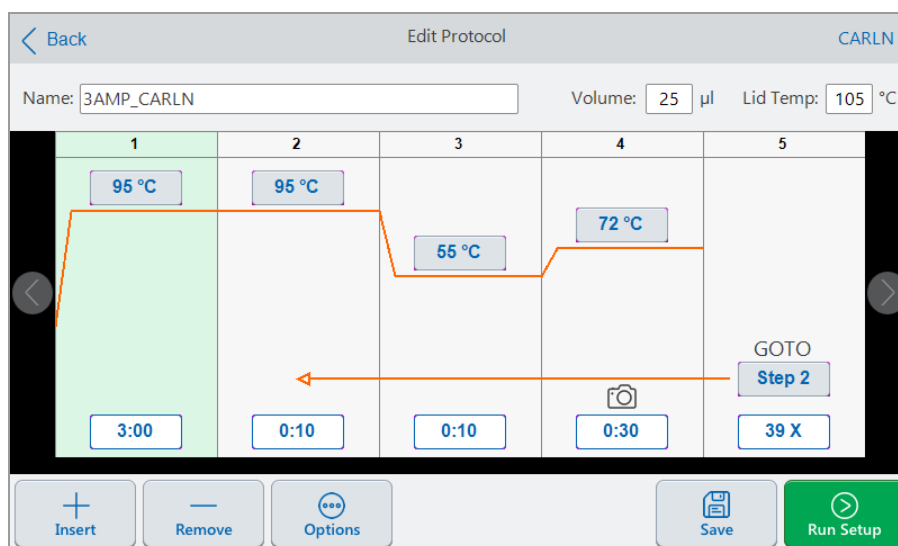 Back Edit Protocol CARLN
Name: 3AMP_CARLN Volume: 25 µl Lid Temp: 105 °C
1 2 3 4 5
95 °C 95 °C
72 °C
55 °C
GOTO
Step 2
3:00 0:10 0:10 0:30 39 X
Insert Remove Options Save Run Setup